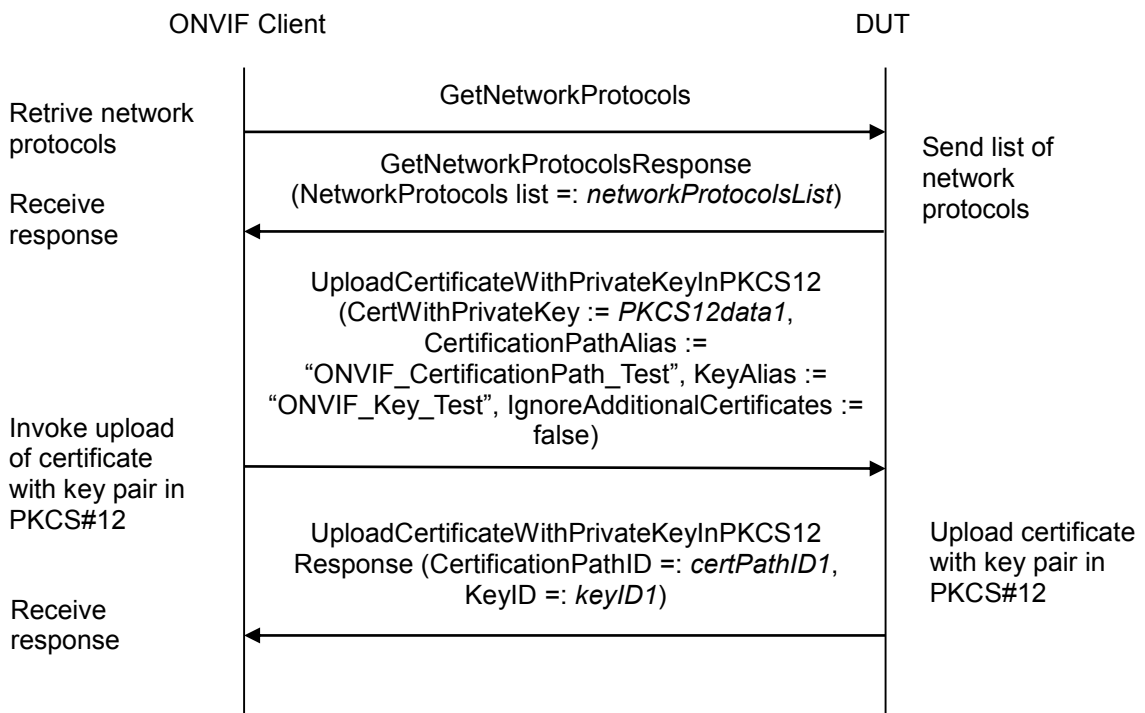 ONVIF Client
DUT
GetNetworkProtocols
Retrive network
protocols
GetNetworkProtocolsResponse
(NetworkProtocols list =: networkProtocolsList)
Send list of
network
protocols
Receive
response
UploadCertificateWithPrivateKeyInPKCS12
(CertWithPrivateKey := PKCS12data1,
CertificationPathAlias :=
“ONVIF_CertificationPath_Test”, KeyAlias :=
“ONVIF_Key_Test”, IgnoreAdditionalCertificates :=
false)
Invoke upload
of certificate
with key pair in
PKCS#12
UploadCertificateWithPrivateKeyInPKCS12
Response (CertificationPathID =: certPathID1,
KeyID =: keyID1)
Upload certificate
with key pair in
PKCS#12
Receive
response